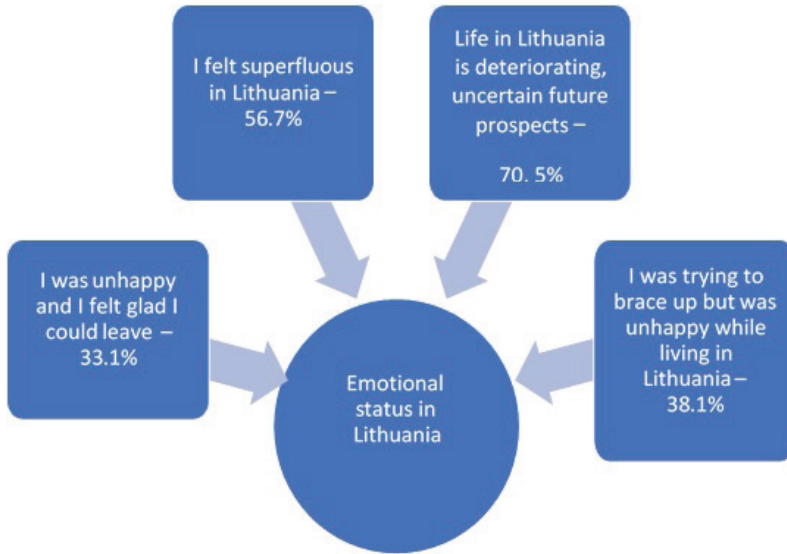 I felt superfluous
in Lithuania –
56.7%
Life in Lithuania
is deteriorating,
uncertain future
prospects –
70. 5%
I was unhappy
and I felt glad I
could leave –
33.1%
I was trying to
brace up but was
unhappy while
living in
Lithuania –
38.1%
Emotional
status in
Lithuania